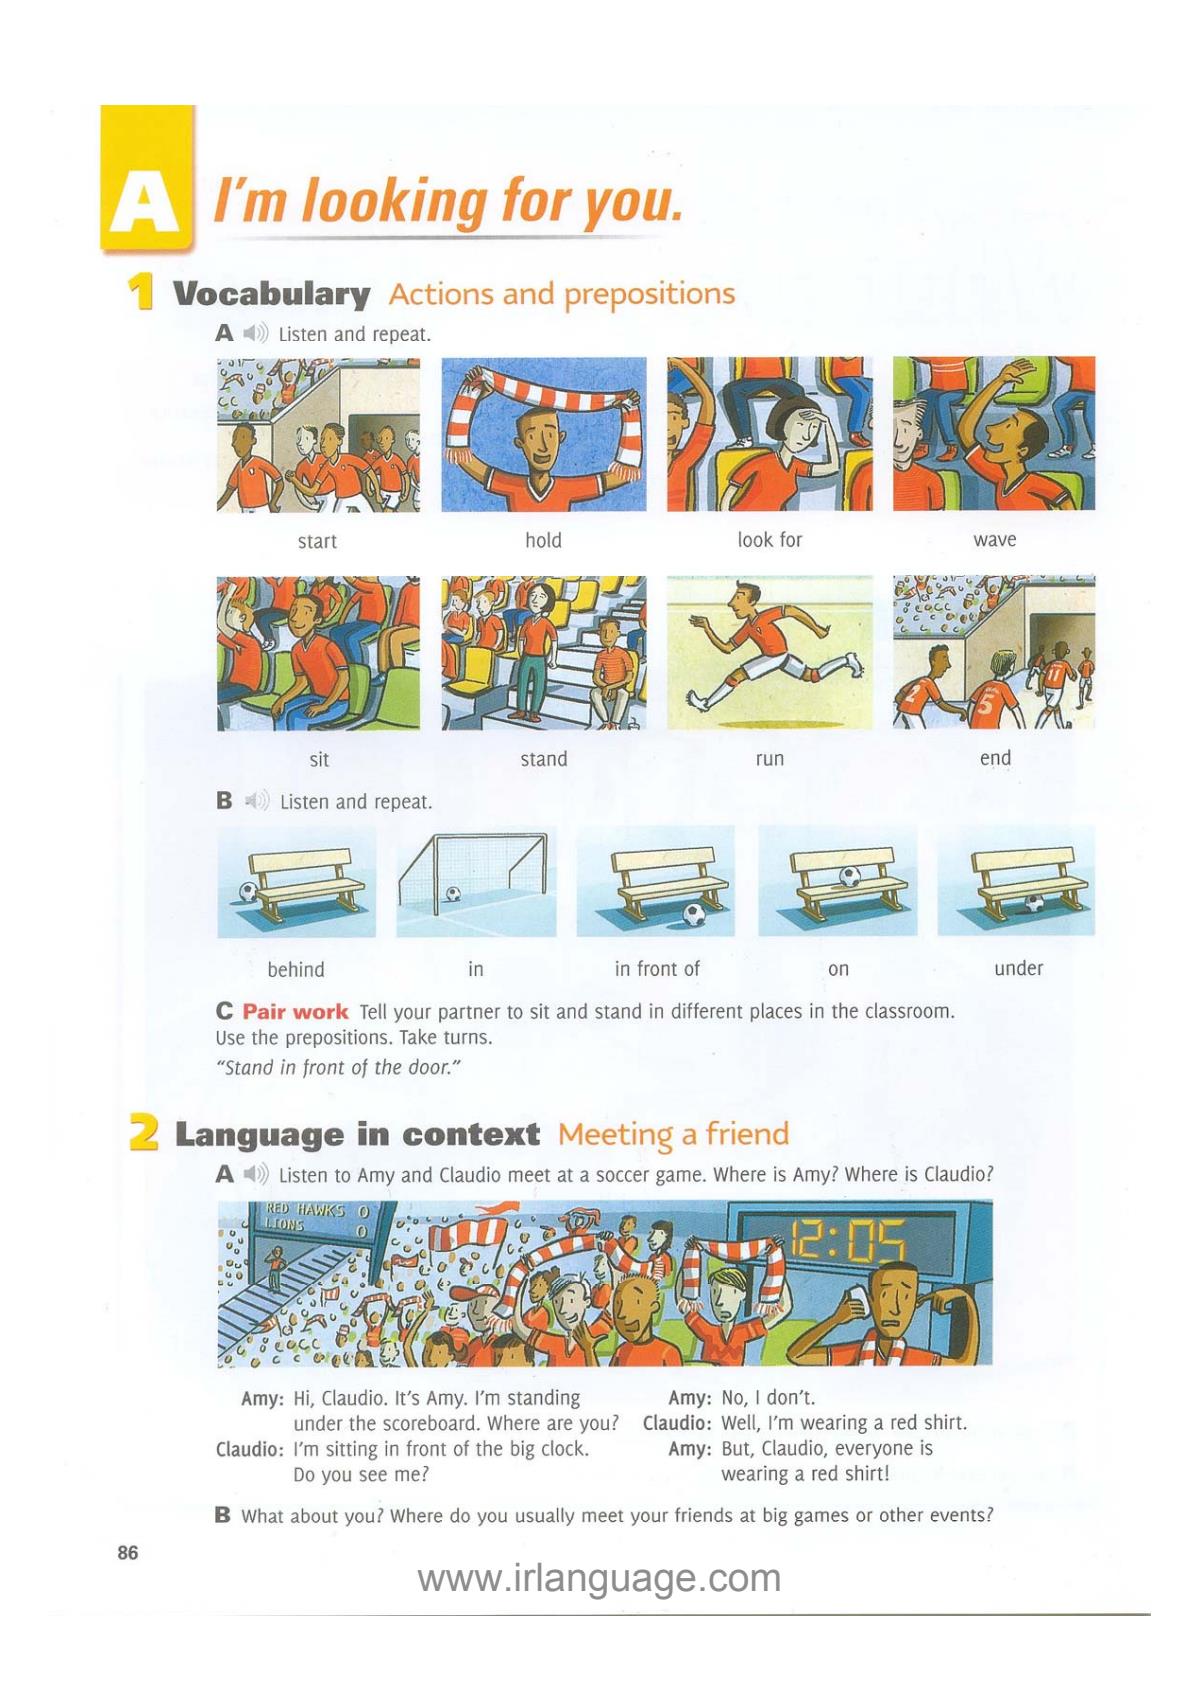 A I'm looking for you.
1 Vocabulary Actions and prepositions
A Listen and repeat.
start hold look for wave
2 5 11
sit stand run end
B Listen and repeat.
behind in in front of on under
C Pair work Tell your partner to sit and stand in different places in the classroom.
Use the prepositions. Take turns.
“Stand in front of the door.”
2 Language in context Meeting a friend
A Listen to Amy and Claudio meet at a soccer game. Where is Amy? Where is Claudio?
RED HAWKS 0
LIONS 0
12:05
Amy: Hi, Claudio. It's Amy. I'm standing
under the scoreboard. Where are you?
Claudio: I'm sitting in front of the big clock.
Do you see me?
Amy: No, I don't.
Claudio: Well, I'm wearing a red shirt.
Amy: But, Claudio, everyone is
wearing a red shirt!
B What about you? Where do you usually meet your friends at big games or other events?
86
www.irlanguage.com